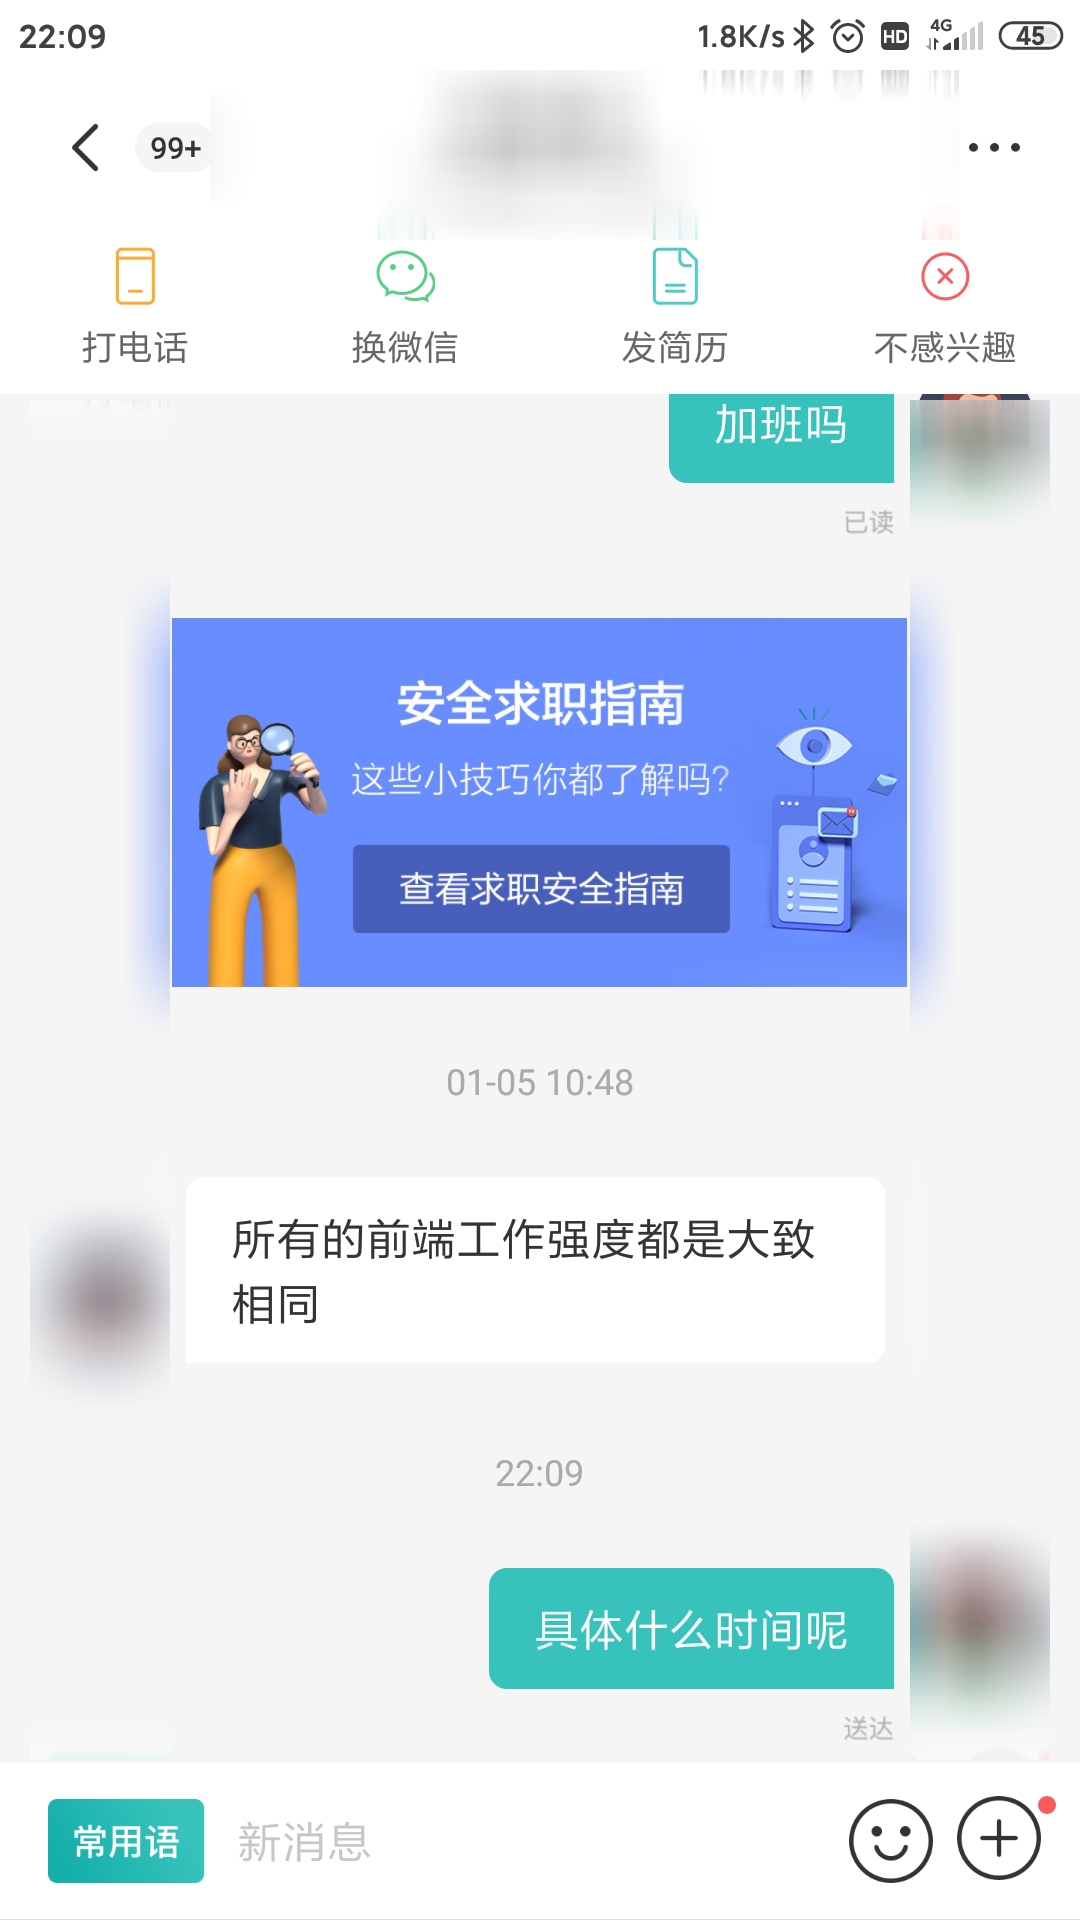 22:09
1.8K/s HD 4G 45
99+
打电话
换微信
发简历
不感兴趣
加班吗
已读
安全求职指南
这些小技巧你都了解吗?
查看求职安全指南
01-05 10:48
所有的前端工作强度都是大致
相同
22:09
具体什么时间呢
送达
常用语
新消息